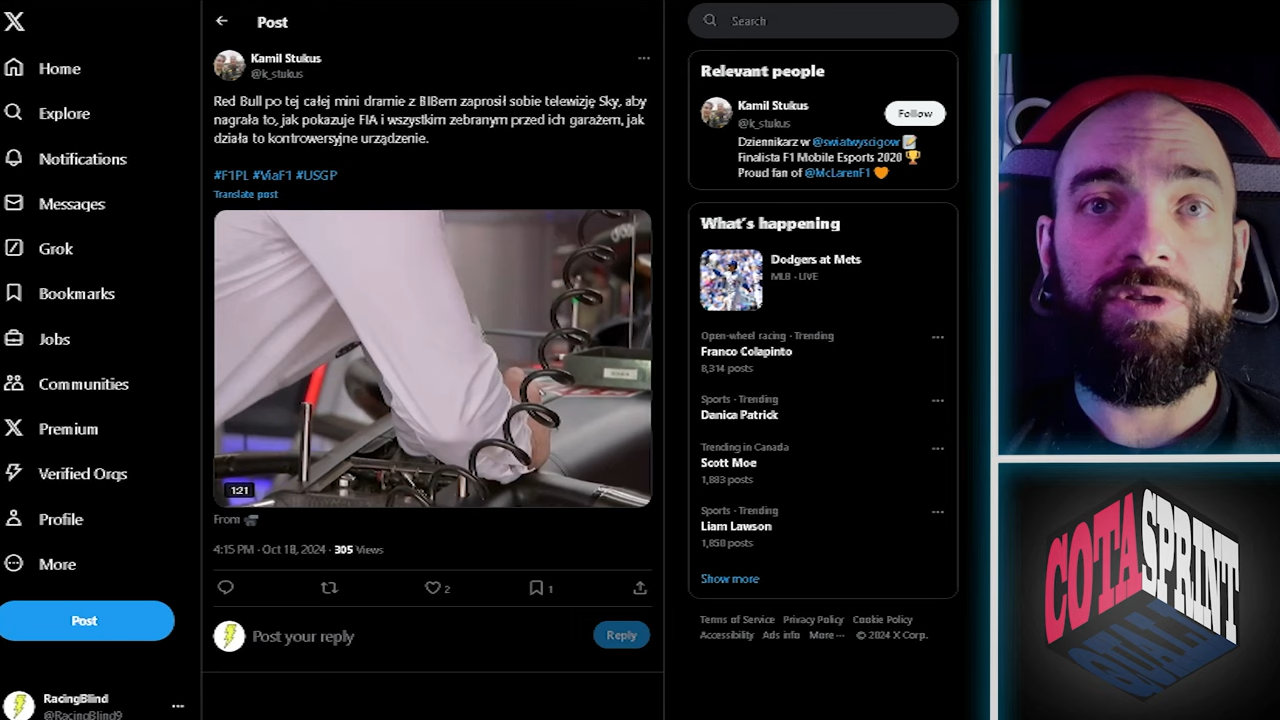 Home
Explore
Notifications
Messages
Grok
Bookmarks
Jobs
Communities
Premium
Verified Orgs
Profile
More
Post
RacingBlind
@RacingBlind9
Post
Kamil Stukus
@k_stukus
Red Bull po tej całej mini dramie z BIBem zaprosił sobie telewizję Sky, aby
nagrała to, jak pokazuje FIA i wszystkim zebranym przed ich garażem, jak
działa to kontrowersyjne urządzenie.
#F1PL #ViaF1 #USGP
Translate post
1:21
From
4:15 PM · Oct 18, 2024 · 305 Views
2
1
Post your reply
Reply
Search
Relevant people
Kamil Stukus
@k_stukus
Follow
Dziennikarz w @swiatwyscigow
Finalista F1 Mobile Esports 2020
Proud fan of @McLarenF1
What's happening
Dodgers at Mets
MLB · LIVE
Open-wheel racing · Trending
Franco Colapinto
8,314 posts
Sports · Trending
Danica Patrick
Trending in Canada
Scott Moe
1,883 posts
Sports · Trending
Liam Lawson
1,850 posts
Show more
Terms of Service Privacy Policy Cookie Policy
Accessibility Ads info More ··· © 2024 X Corp.
COTA SPRINT
QUALI